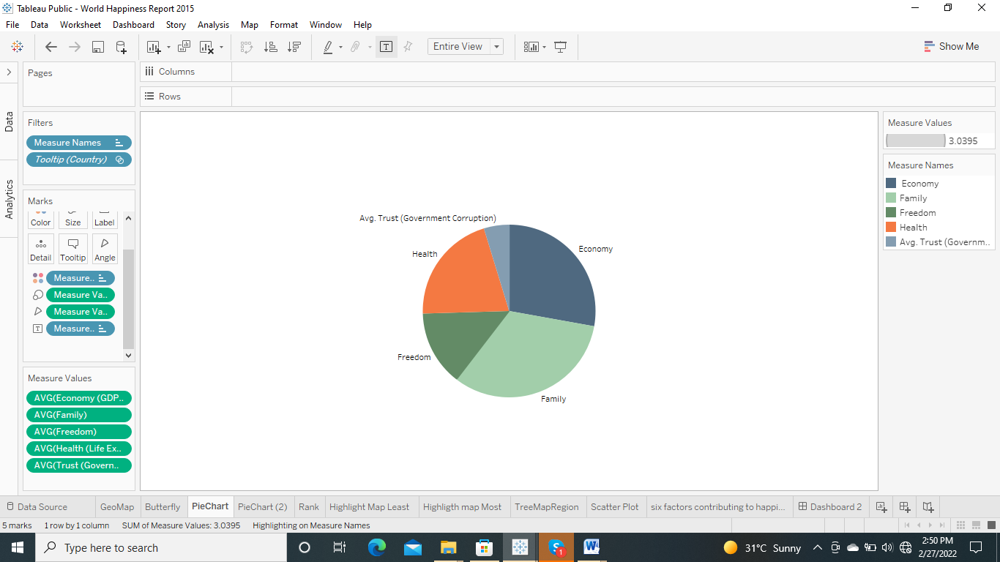 Tableau Public - World Happiness Report 2015
File Data Worksheet Dashboard Story Analysis Map Format Window Help
Entire View
Show Me
Data
Analytics
Pages
Columns
Rows
Filters
Measure Names
Tooltip (Country)
Marks
Color Size Label
Detail Tooltip Angle
Measure..
Measure Va..
Measure Va..
Measure..
Measure Values
AVG(Economy (GDP..
AVG(Family)
AVG(Freedom)
AVG(Health (Life Ex..
AVG(Trust (Govern..
Avg. Trust (Government Corruption)
Economy
Health
Freedom
Family
Measure Values
3.0395
Measure Names
Economy
Family
Freedom
Health
Avg. Trust (Governm..
Data Source GeoMap Butterfly PieChart PieChart (2) Rank Highlight Map Least Highligth map Most TreeMapRegion Scatter Plot six factors contributing to happi... Dashboard 2
5 marks 1 row by 1 column SUM of Measure Values: 3.0395 Highlighting on Measure Names
Type here to search
1
31°C Sunny
2:50 PM
2/27/2022